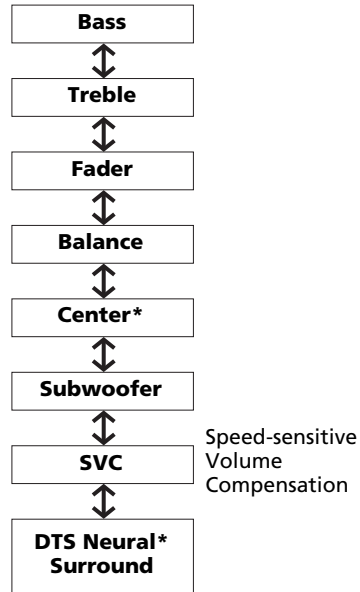 Bass
Treble
Fader
Balance
Center*
Subwoofer
SVC
Speed-sensitive
Volume
Compensation
DTS Neural*
Surround